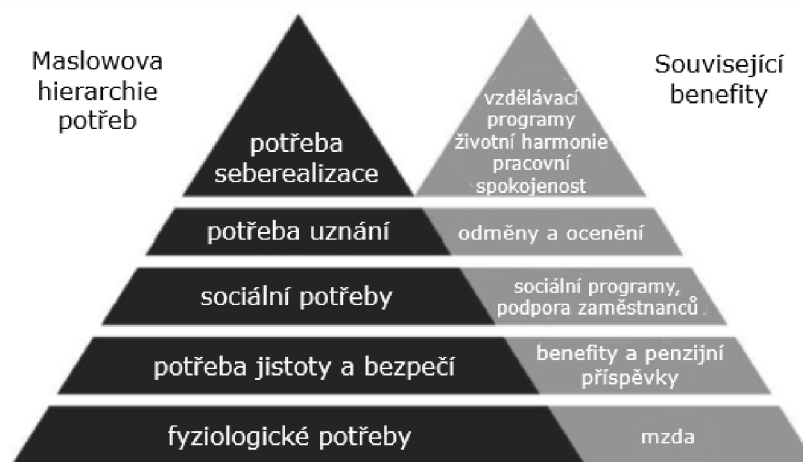 Maslowova
hierarchie
potřeb
Související
benefity
potřeba
seberealizace
vzdělávací
programy
životní harmonie
pracovní
spokojenost
potřeba uznání
odměny a ocenění
sociální potřeby
sociální programy,
podpora zaměstnanců
potřeba jistoty a bezpečí
benefity a penzijní
příspěvky
fyziologické potřeby
mzda